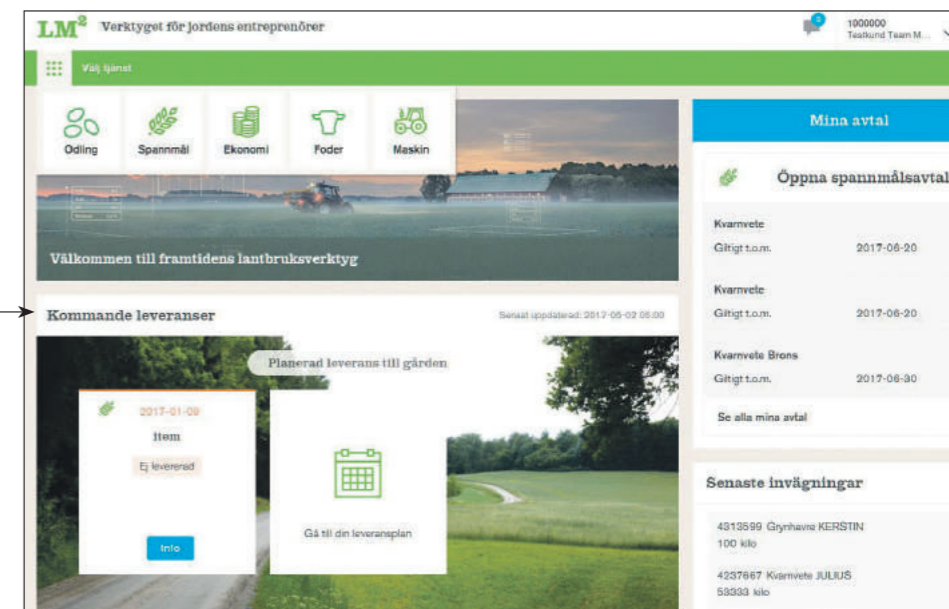 LM² Verktyget för jordens entreprenörer
2
1000000
Testkund Team M...
Välj tjänst
Odling
Spannmål
Ekonomi
Foder
Maskin
Välkommen till framtidens lantbruksverktyg
Mina avtal
Öppna spannmålsavtal
Kvarnvete
Giltigt t.o.m. 2017-06-20
Kvarnvete
Giltigt t.o.m. 2017-06-20
Kvarnvete Brons
Giltigt t.o.m. 2017-06-30
Se alla mina avtal
Kommande leveranser
Senast uppdaterad: 2017-05-02 05:00
Planerad leverans till gården
2017-01-09
Item
Ej levererad
Info
Gå till din leveransplan
Senaste invägningar
4313599 Grynhavre KERSTIN
100 kilo
4237667 Kvarnvete JULIUS
53333 kilo